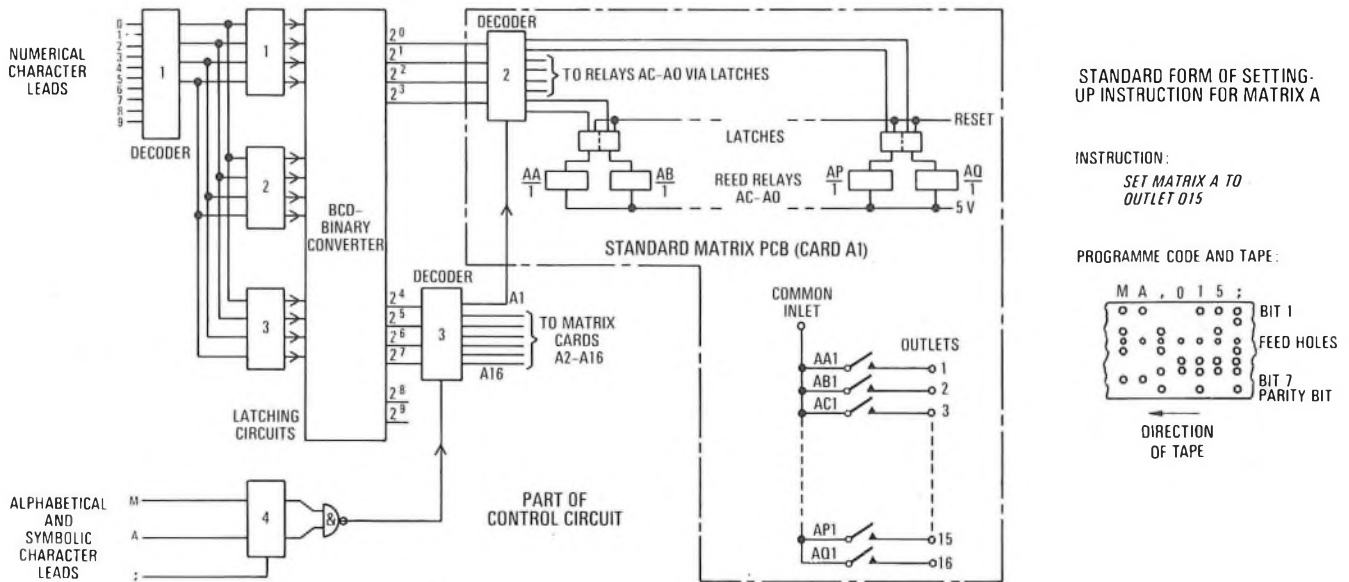 NUMERICAL
CHARACTER
LEADS
0
1
2
3
4
5
6
7
8
9
1
DECODER
1
2
3
LATCHING
CIRCUITS
BCD-
BINARY
CONVERTER
2⁰
2¹
2²
2³
2⁴
2⁵
2⁶
2⁷
2⁸
2⁹
DECODER
3
A1
TO MATRIX
CARDS
A2-A16
A16
DECODER
2
TO RELAYS AC-AO VIA LATCHES
LATCHES
RESET
AA
1
AB
1
REED RELAYS
AC-AO
AP
1
AQ
1
5 V
STANDARD MATRIX PCB (CARD A1)
COMMON
INLET
OUTLETS
AA1 1
AB1 2
AC1 3
AP1 15
AQ1 16
ALPHABETICAL
AND
SYMBOLIC
CHARACTER
LEADS
M
A
;
4
&
PART OF
CONTROL CIRCUIT
STANDARD FORM OF SETTING-
UP INSTRUCTION FOR MATRIX A
INSTRUCTION:
SET MATRIX A TO
OUTLET 015
PROGRAMME CODE AND TAPE:
M A , 0 1 5 ;
BIT 1
FEED HOLES
BIT 7
PARITY BIT
DIRECTION
OF TAPE